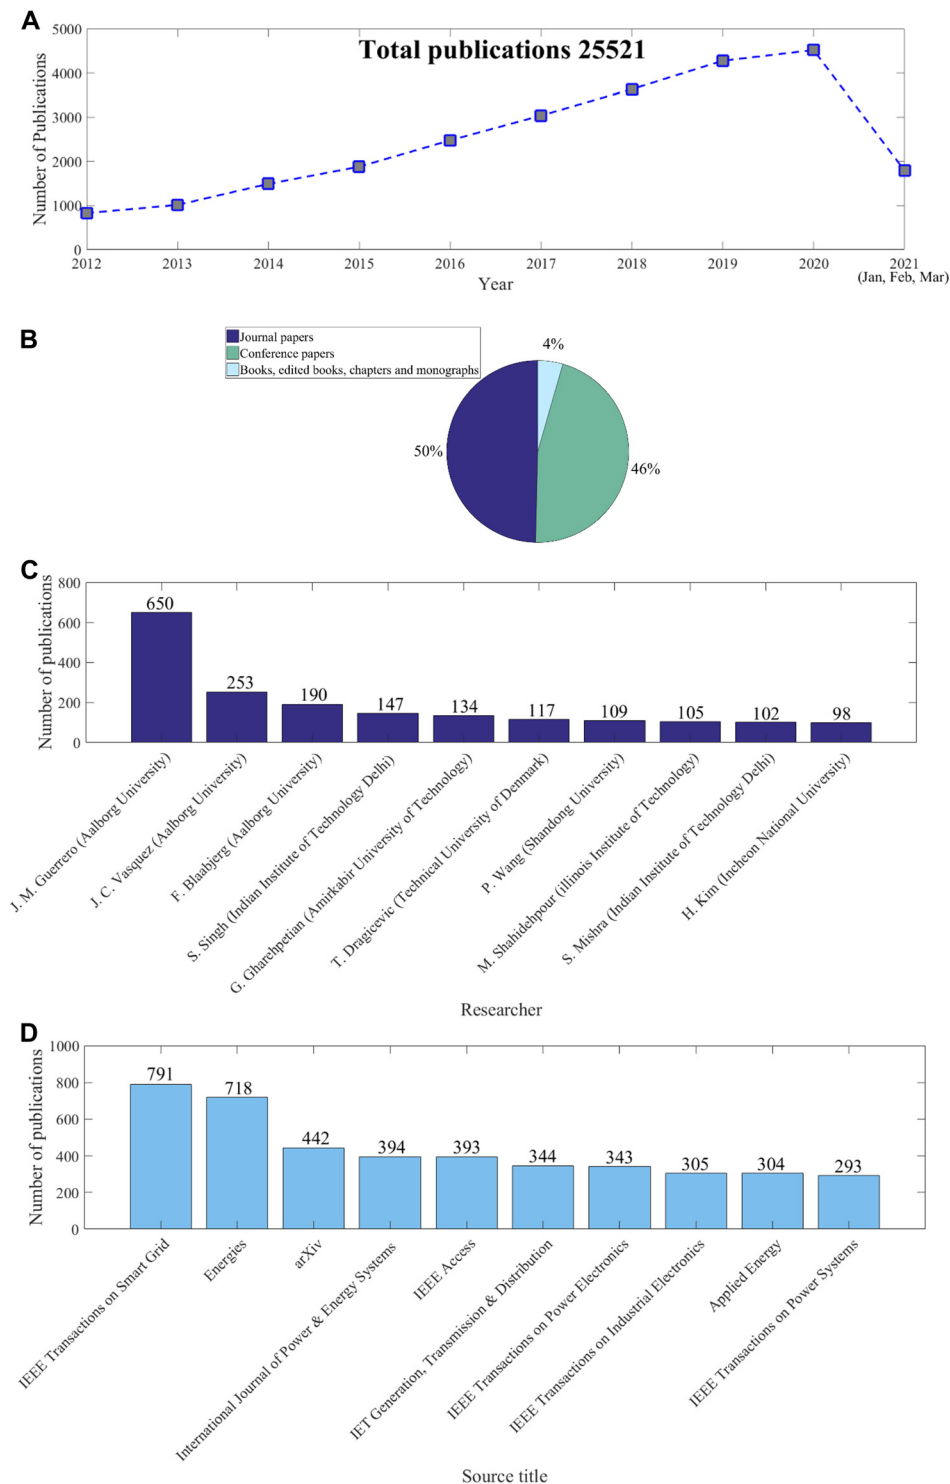 A
Total publications 25521
Number of Publications
5000
4000
3000
2000
1000
0
2012 2013 2014 2015 2016 2017 2018 2019 2020 2021
(Jan, Feb, Mar)
Year
B
Journal papers
Conference papers
Books, edited books, chapters and monographs
4%
50%
46%
C
Number of publications
800
600
400
200
0
650 253 190 147 134 117 109 105 102 98
J. M. Guerrero (Aalborg University)
J. C. Vasquez (Aalborg University)
F. Blaabjerg (Aalborg University)
S. Singh (Indian Institute of Technology Delhi)
G. Gharehpetian (Amirkabir University of Technology)
T. Dragicevic (Technical University of Denmark)
P. Wang (Shandong University)
M. Shahidehpour (illinois Institute of Technology)
S. Mishra (Indian Institute of Technology Delhi)
H. Kim (Incheon National University)
Researcher
D
Number of publications
1000
800
600
400
200
0
791 718 442 394 393 344 343 305 304 293
IEEE Transactions on Smart Grid
Energies
arXiv
International Journal of Power & Energy Systems
IEEE Access
IET Generation, Transmission & Distribution
IEEE Transactions on Power Electronics
IEEE Transactions on Industrial Electronics
Applied Energy
IEEE Transactions on Power Systems
Source title